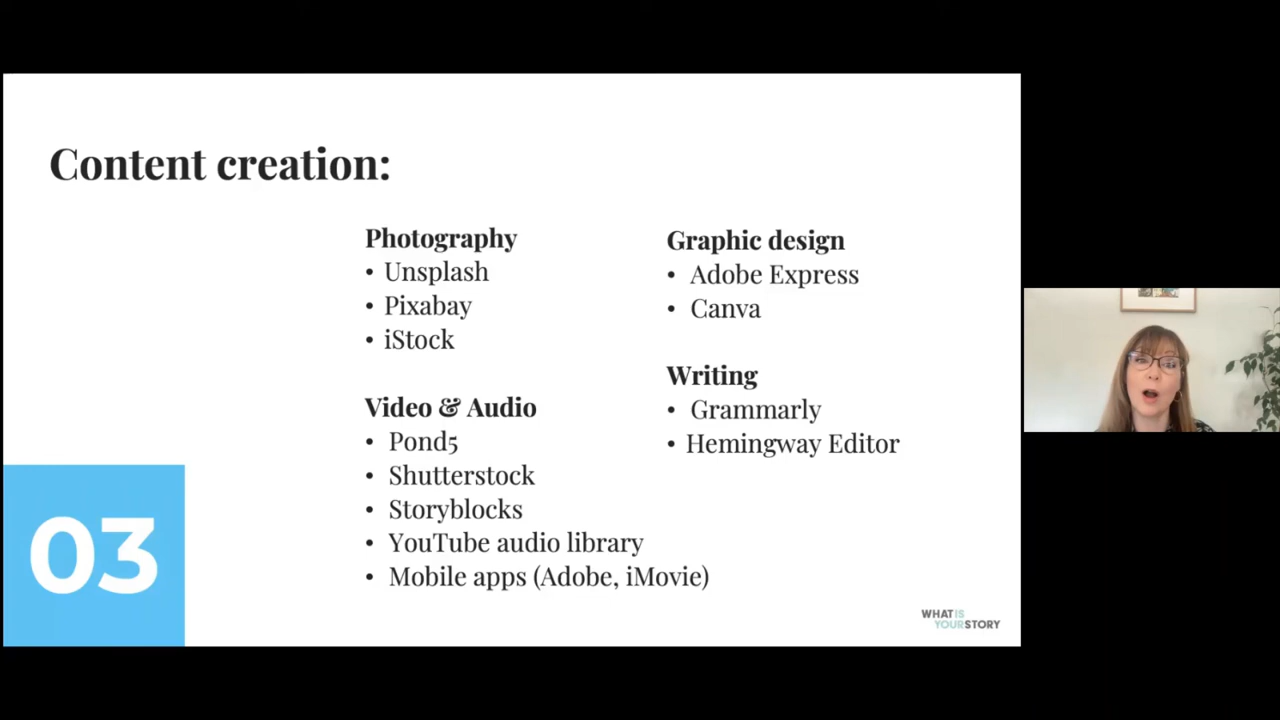 Content creation:
Photography
• Unsplash
• Pixabay
• iStock
Video & Audio
• Pond5
• Shutterstock
• Storyblocks
• YouTube audio library
• Mobile apps (Adobe, iMovie)
Graphic design
• Adobe Express
• Canva
Writing
• Grammarly
• Hemingway Editor
03
WHAT IS
YOUR STORY